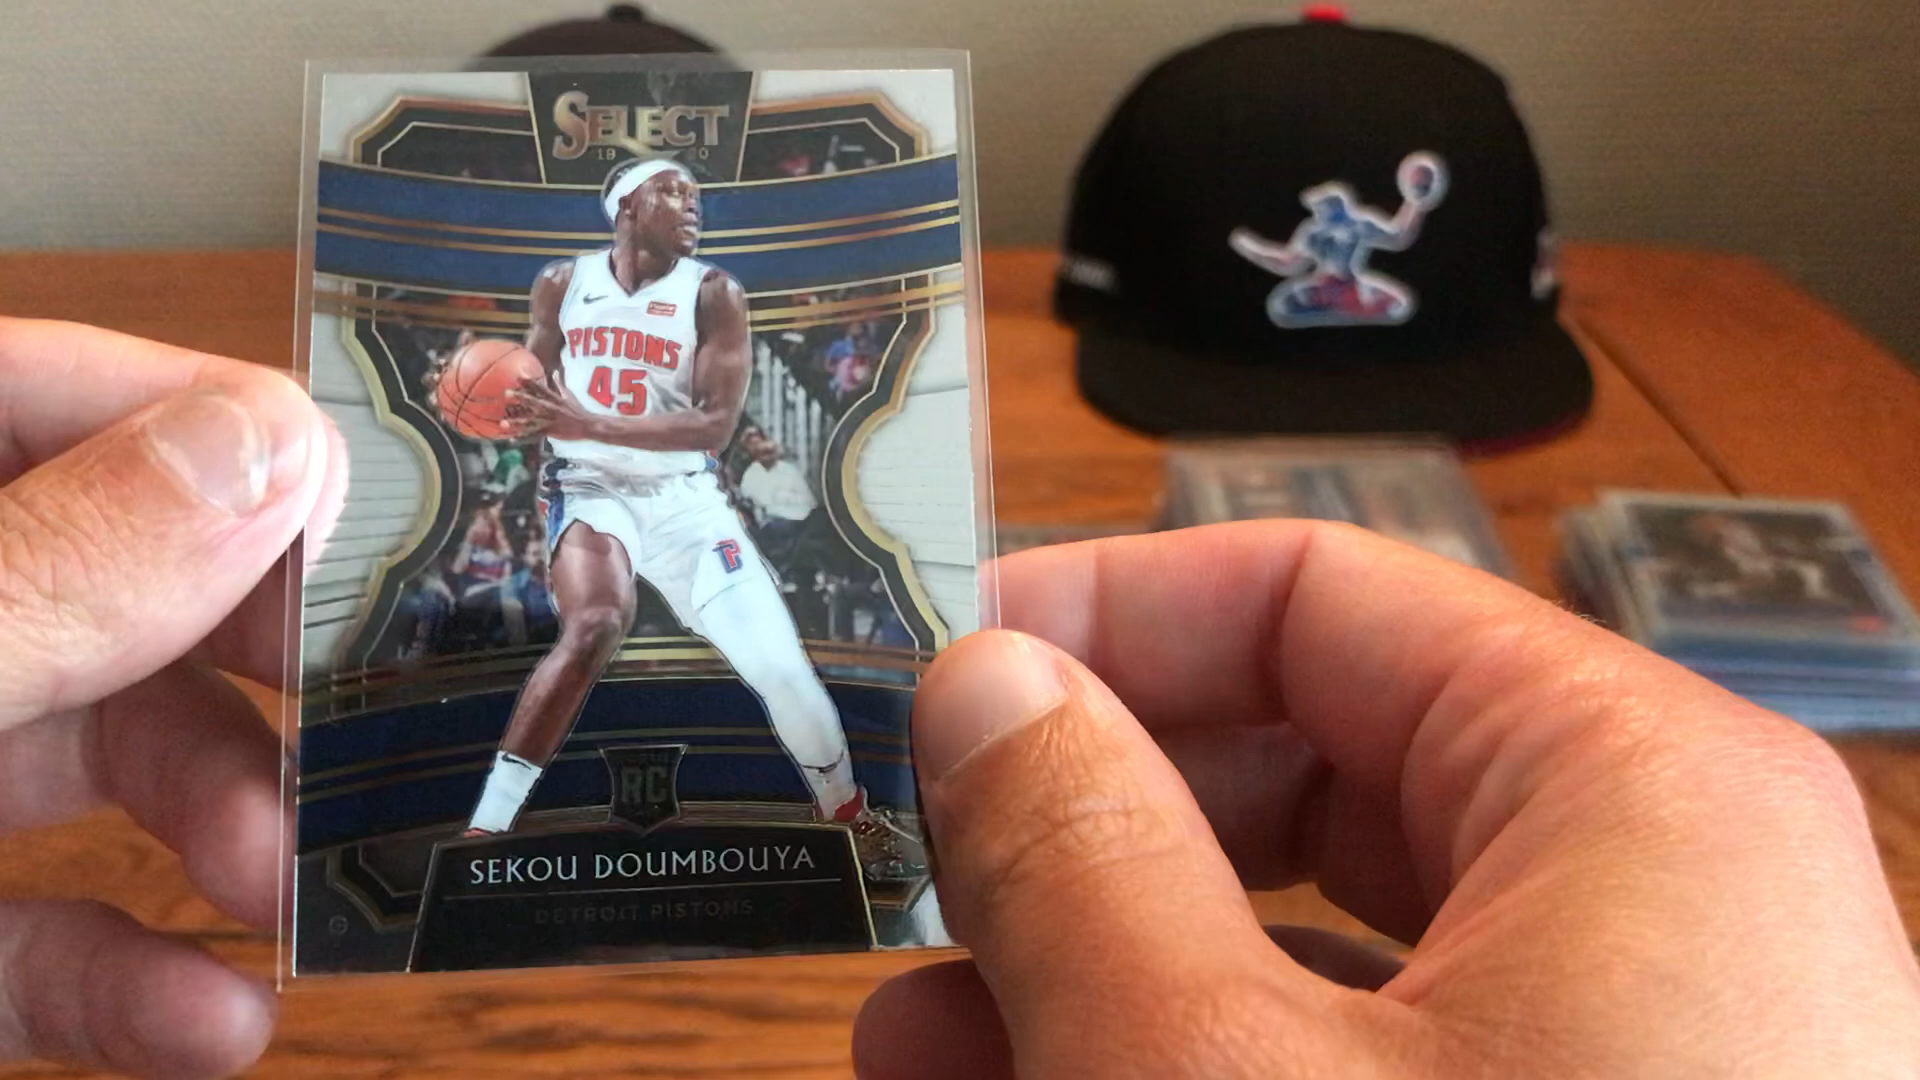 SELECT
19 20
PISTONS
45
RC
SEKOU DOUMBOUYA
DETROIT PISTONS